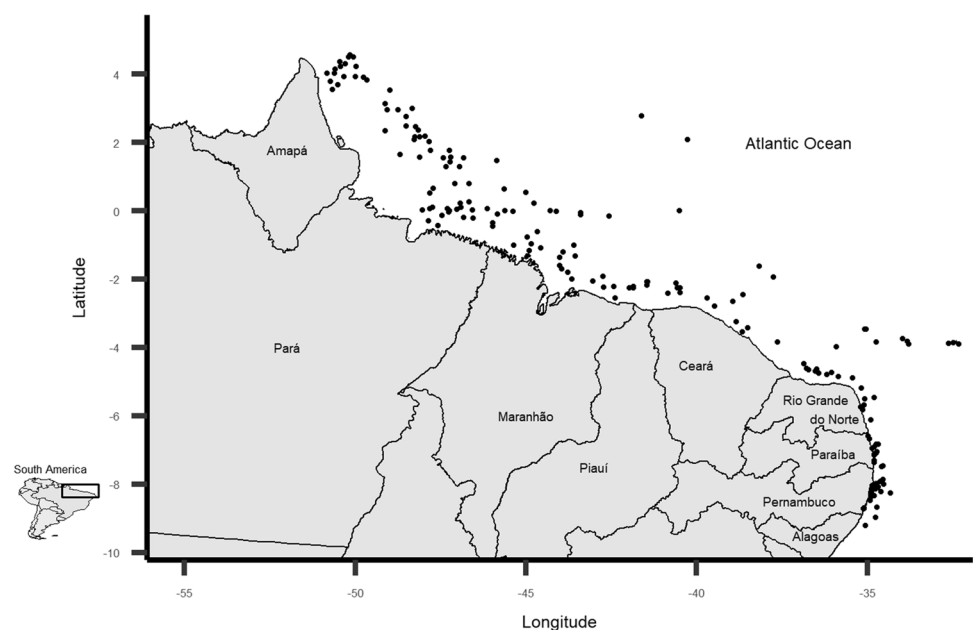 4
2
0
-2
-4
-6
-8
-10
Latitude
Amapá
Atlantic Ocean
Pará
Ceará
Maranhão
Rio Grande
do Norte
Paraíba
Piauí
Pernambuco
Alagoas
South America
-55
-50
-45
-40
-35
Longitude